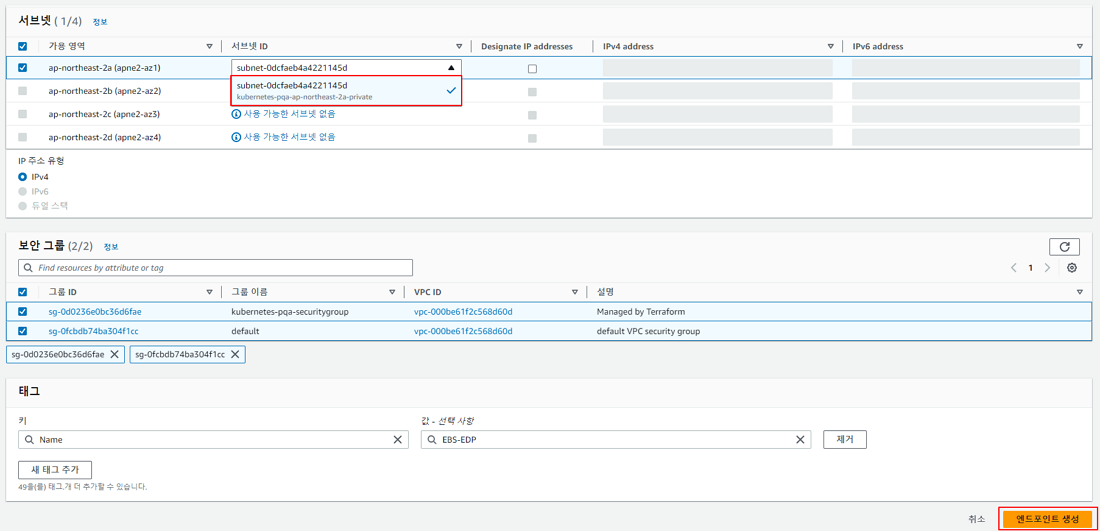 서브넷 (1/4) 정보
가용 영역 서브넷 ID Designate IP addresses IPv4 address IPv6 address
ap-northeast-2a (apne2-az1) subnet-0dcfaeb4a4221145d
subnet-0dcfaeb4a4221145d
kubernetes-pqa-ap-northeast-2a-private
ap-northeast-2b (apne2-az2)
ap-northeast-2c (apne2-az3) 사용 가능한 서브넷 없음
ap-northeast-2d (apne2-az4) 사용 가능한 서브넷 없음
IP 주소 유형
IPv4
IPv6
듀얼 스택
보안 그룹 (2/2) 정보
Find resources by attribute or tag
1
그룹 ID 그룹 이름 VPC ID 설명
sg-0d0236e0bc36d6fae kubernetes-pqa-securitygroup vpc-000be61f2c568d60d Managed by Terraform
sg-0fcbdb74ba304f1cc default vpc-000be61f2c568d60d default VPC security group
sg-0d0236e0bc36d6fae sg-0fcbdb74ba304f1cc
태그
키 값 - 선택 사항
Name EBS-EDP 제거
새 태그 추가
49을(를) 태그.개 더 추가할 수 있습니다.
취소 엔드포인트 생성